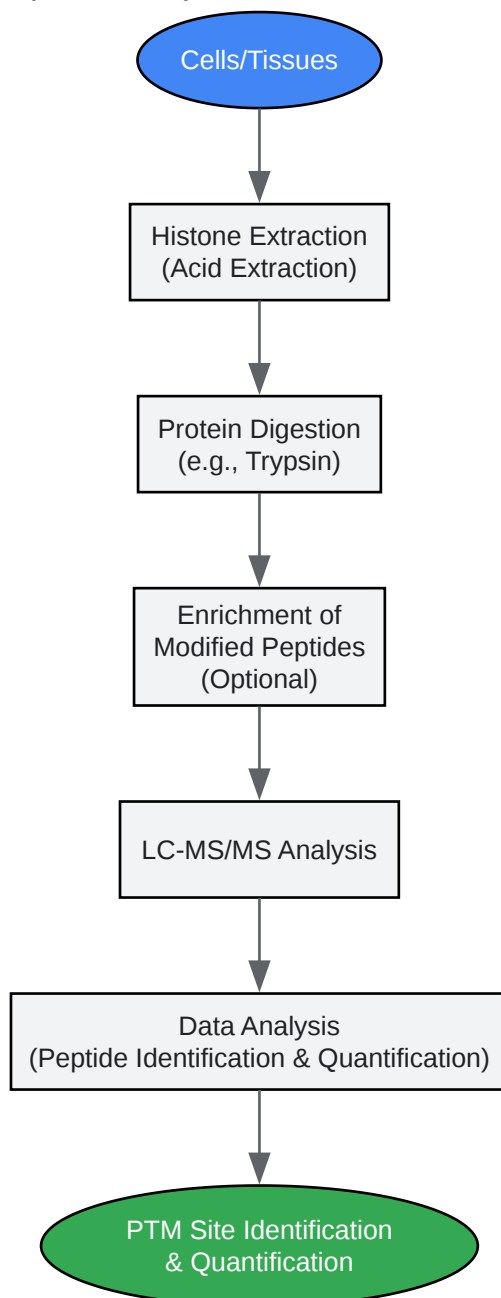 Cells/Tissues
Histone Extraction
(Acid Extraction)
Protein Digestion
(e.g., Trypsin)
Enrichment of
Modified Peptides
(Optional)
LC-MS/MS Analysis
Data Analysis
(Peptide Identification & Quantification)
PTM Site Identification
& Quantification